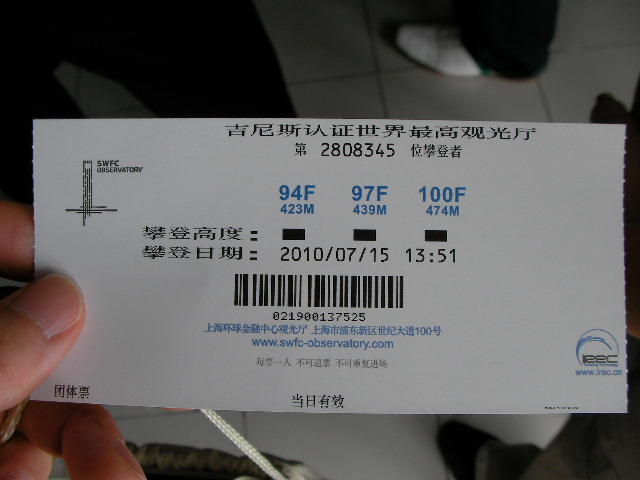 吉尼斯认证世界最高观光厅
第 2808345 位攀登者
SWFC
OBSERVATORY
94F 97F 100F
423M 439M 474M
攀登高度：
攀登日期： 2010/07/15 13:51
021900137525
上海环球金融中心观光厅 上海市浦东新区世纪大道100号
www.swfc-observatory.com
每票一人 不可退票 不可重复进场
www.irec.cn
团体票
当日有效